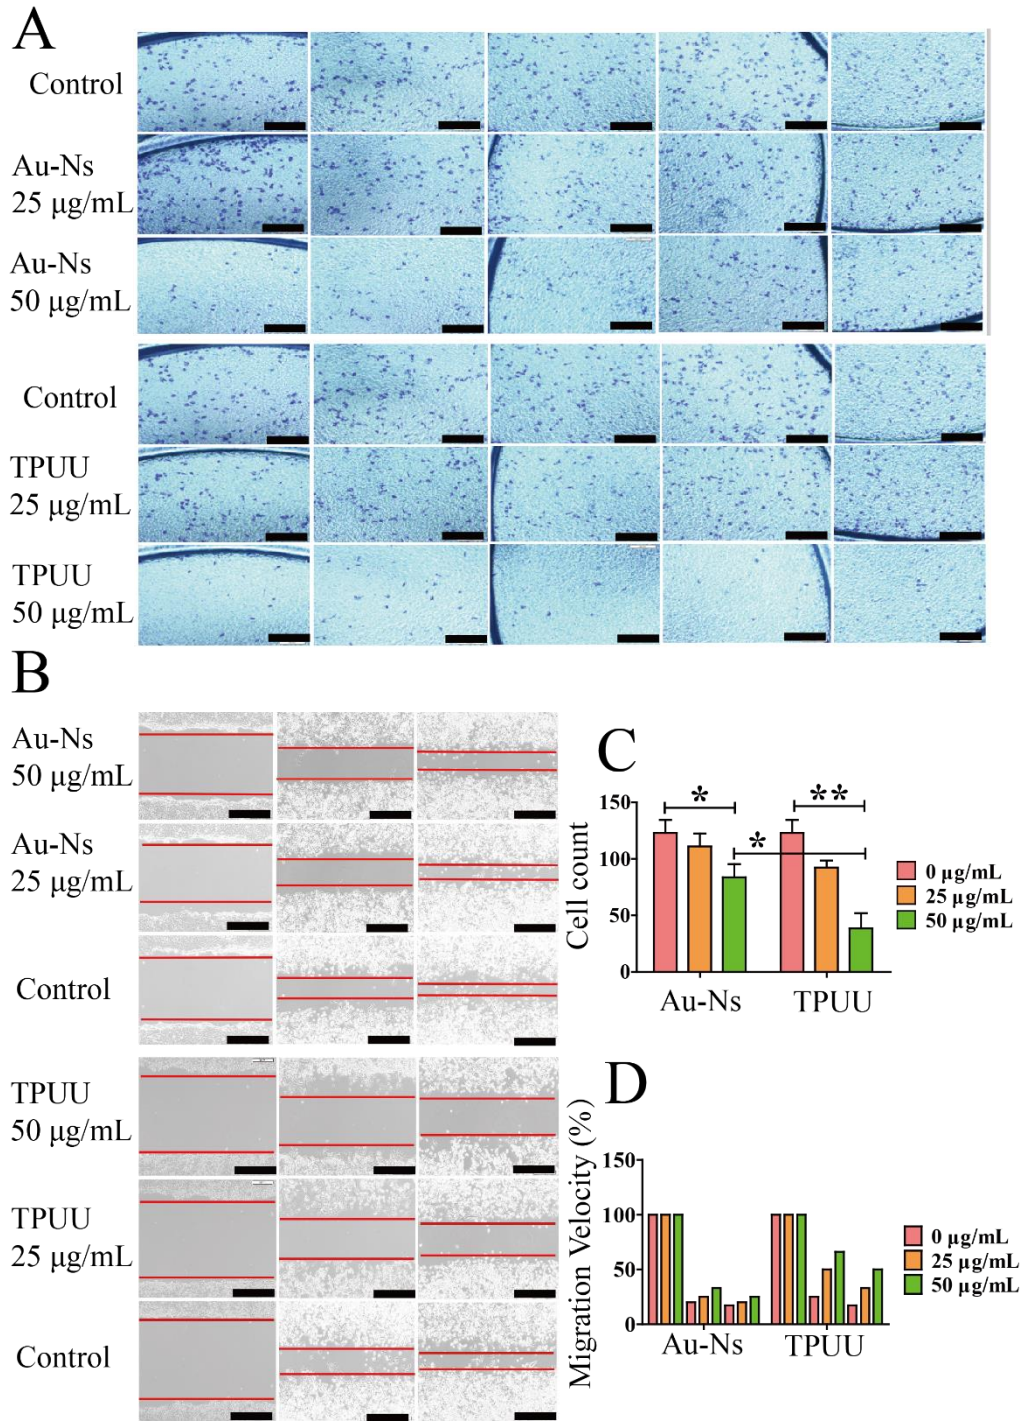 A
Control
Au-Ns
25 µg/mL
Au-Ns
50 µg/mL
Control
TPUU
25 µg/mL
TPUU
50 µg/mL
B
Au-Ns
50 µg/mL
Au-Ns
25 µg/mL
Control
TPUU
50 µg/mL
TPUU
25 µg/mL
Control
C
Cell count
150
100
50
0
*
*
**
Au-Ns
TPUU
0 µg/mL
25 µg/mL
50 µg/mL
D
Migration Velocity (%)
150
100
50
0
Au-Ns
TPUU
0 µg/mL
25 µg/mL
50 µg/mL